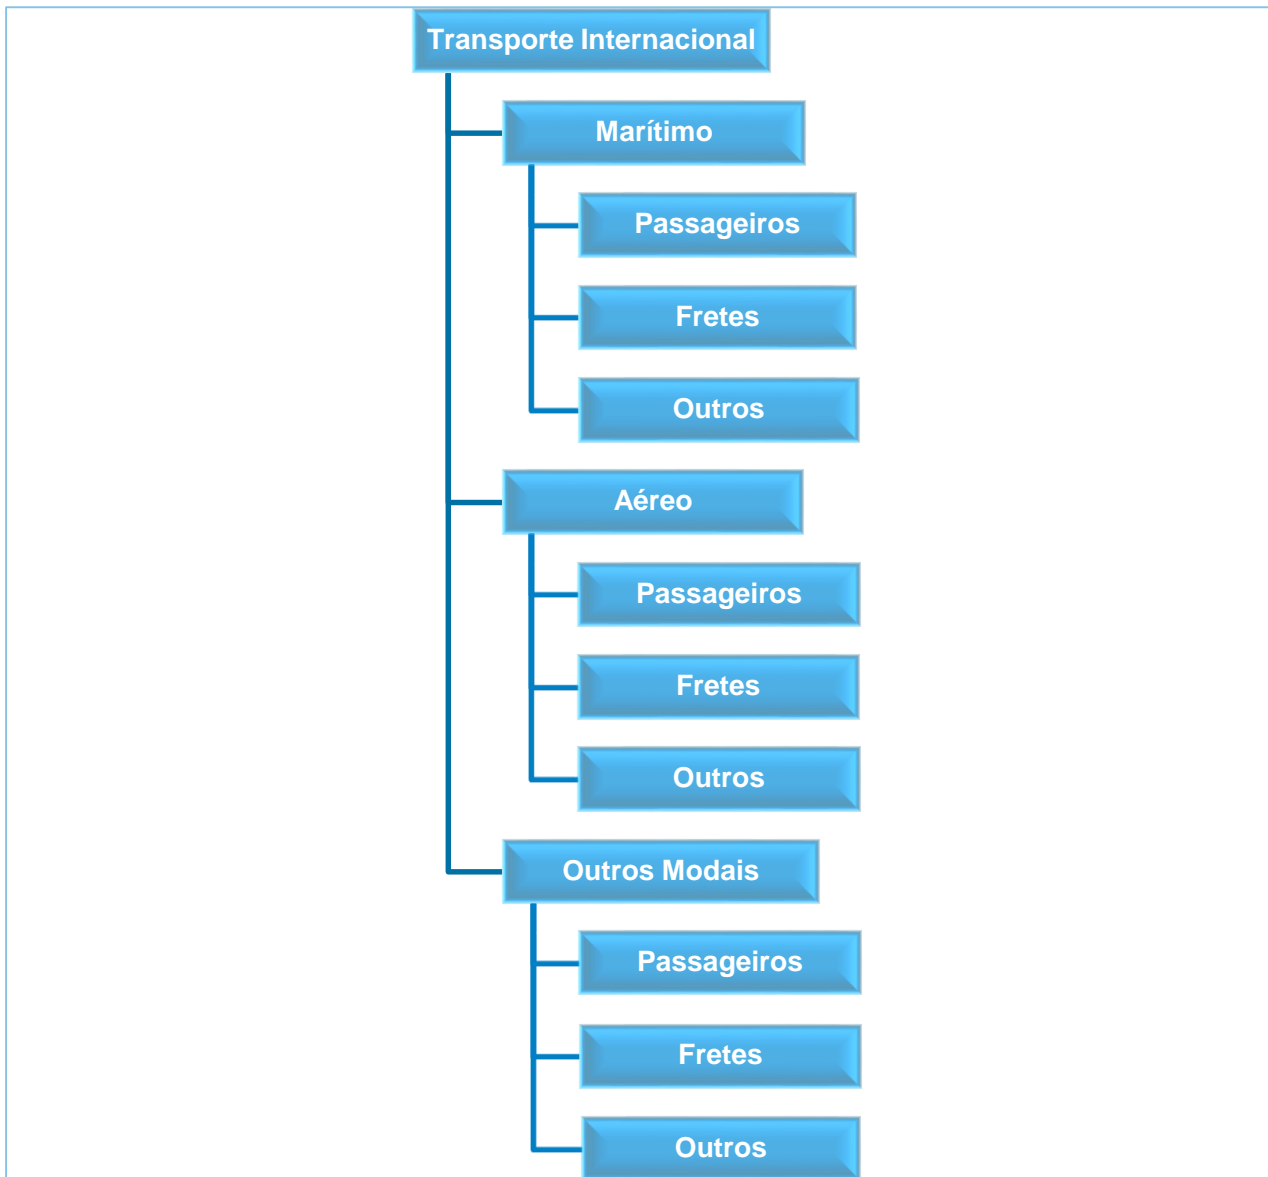 Transporte Internacional
Marítimo
Passageiros
Fretes
Outros
Aéreo
Passageiros
Fretes
Outros
Outros Modais
Passageiros
Fretes
Outros